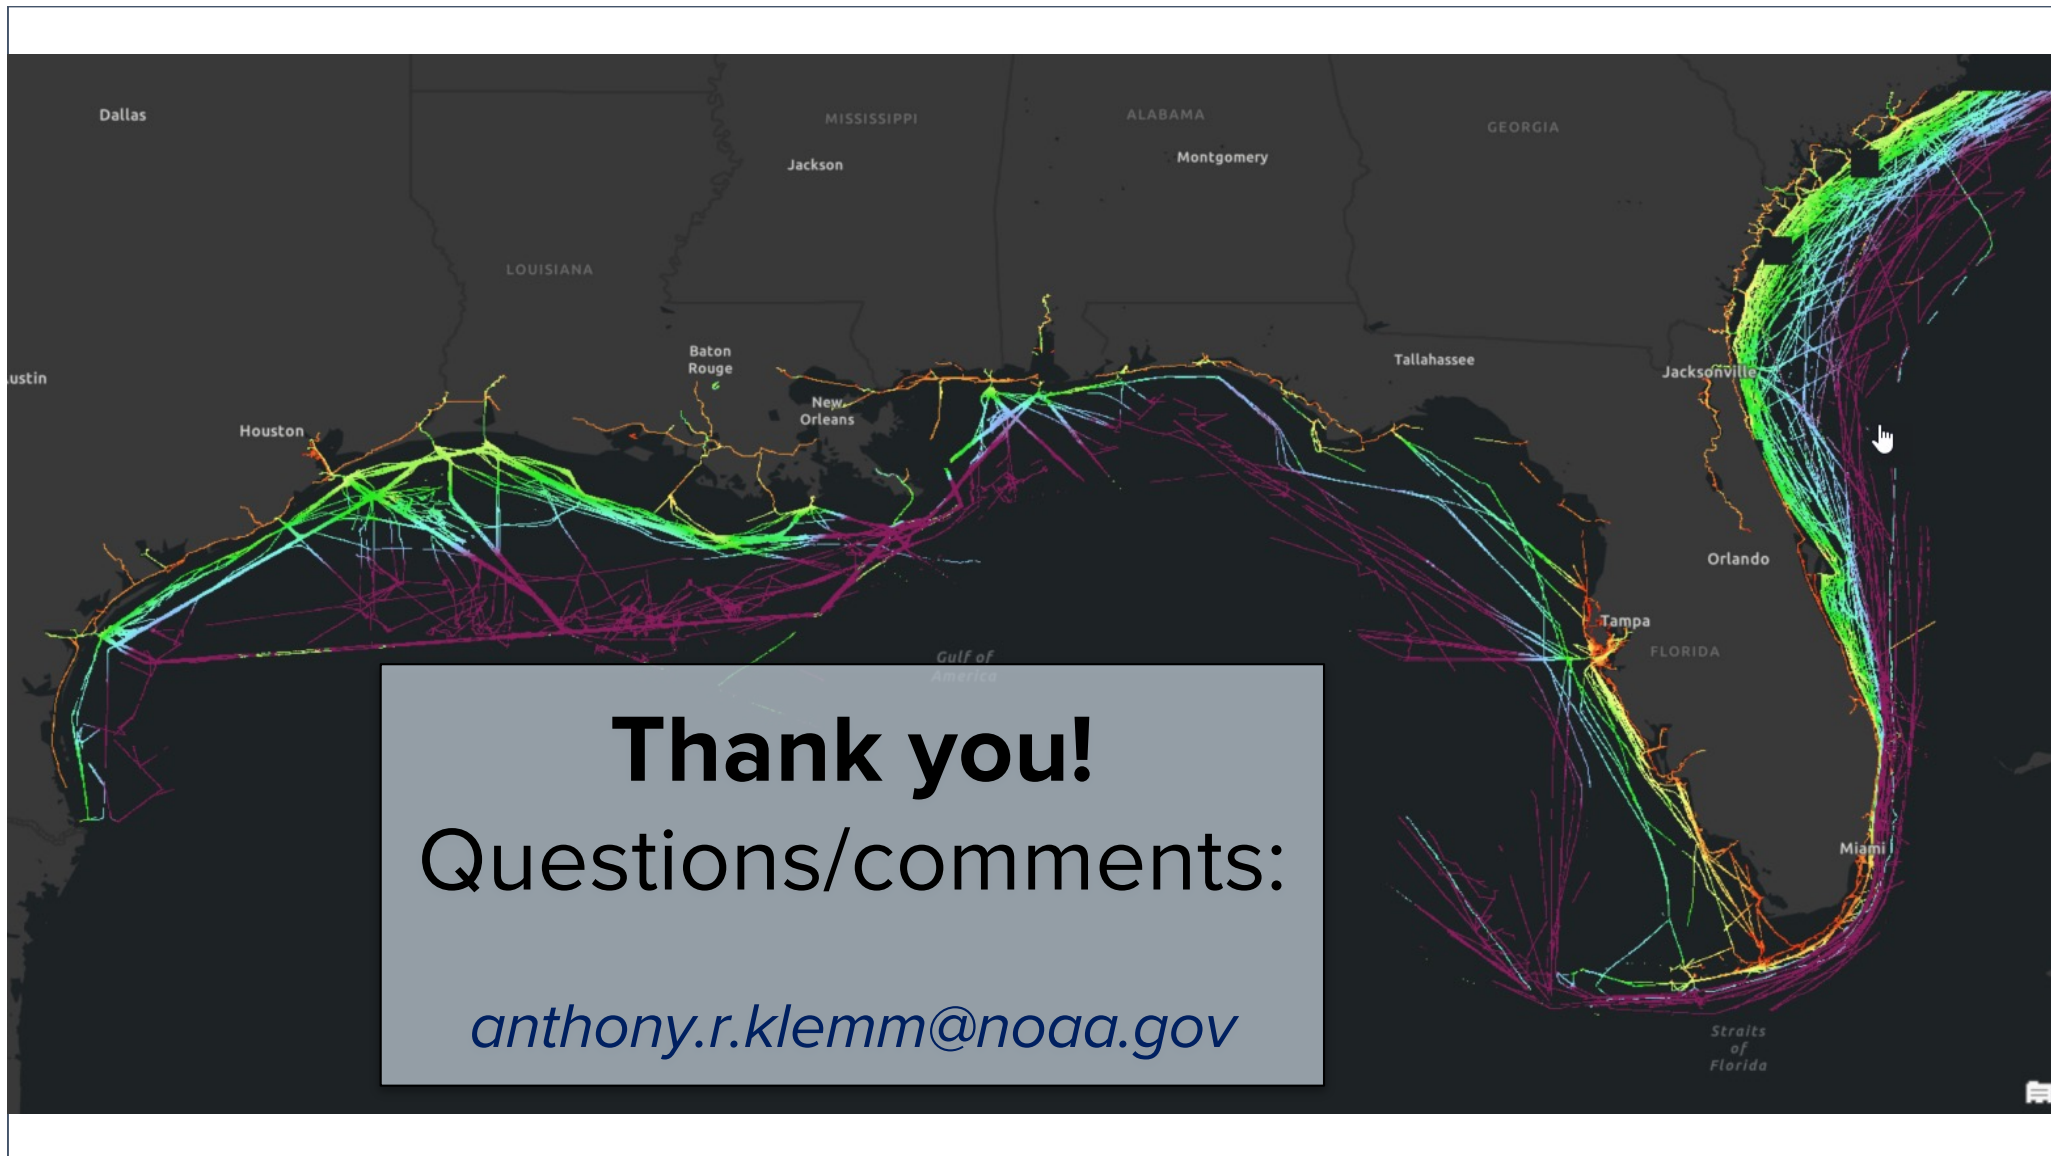 Dallas
MISSISSIPPI
ALABAMA
GEORGIA
Jackson
Montgomery
LOUISIANA
Baton
Rouge
Tallahassee
Jacksonville
ustin
New
Orleans
Houston
Orlando
Tampa
FLORIDA
Gulf of
America
Thank you!
Questions/comments:
anthony.r.klemm@noaa.gov
Miami
Straits
of
Florida